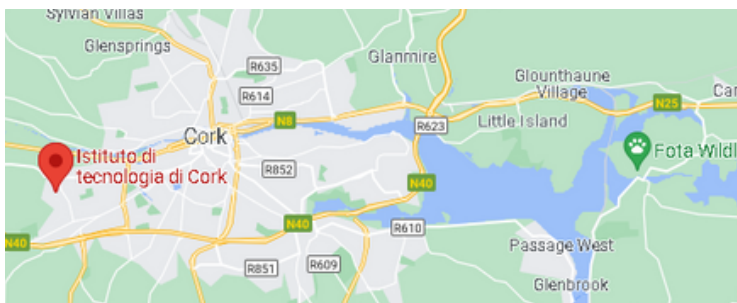 Sylvian Villas
Glensprings
Glanmire
R635
R614
Glounthaune
Village
N25
Car
N8
R623
Little Island
Cork
Istituto di
tecnologia di Cork
R852
Fota Wildl
N40
N40
N40
R610
Passage West
R851
R609
Glenbrook